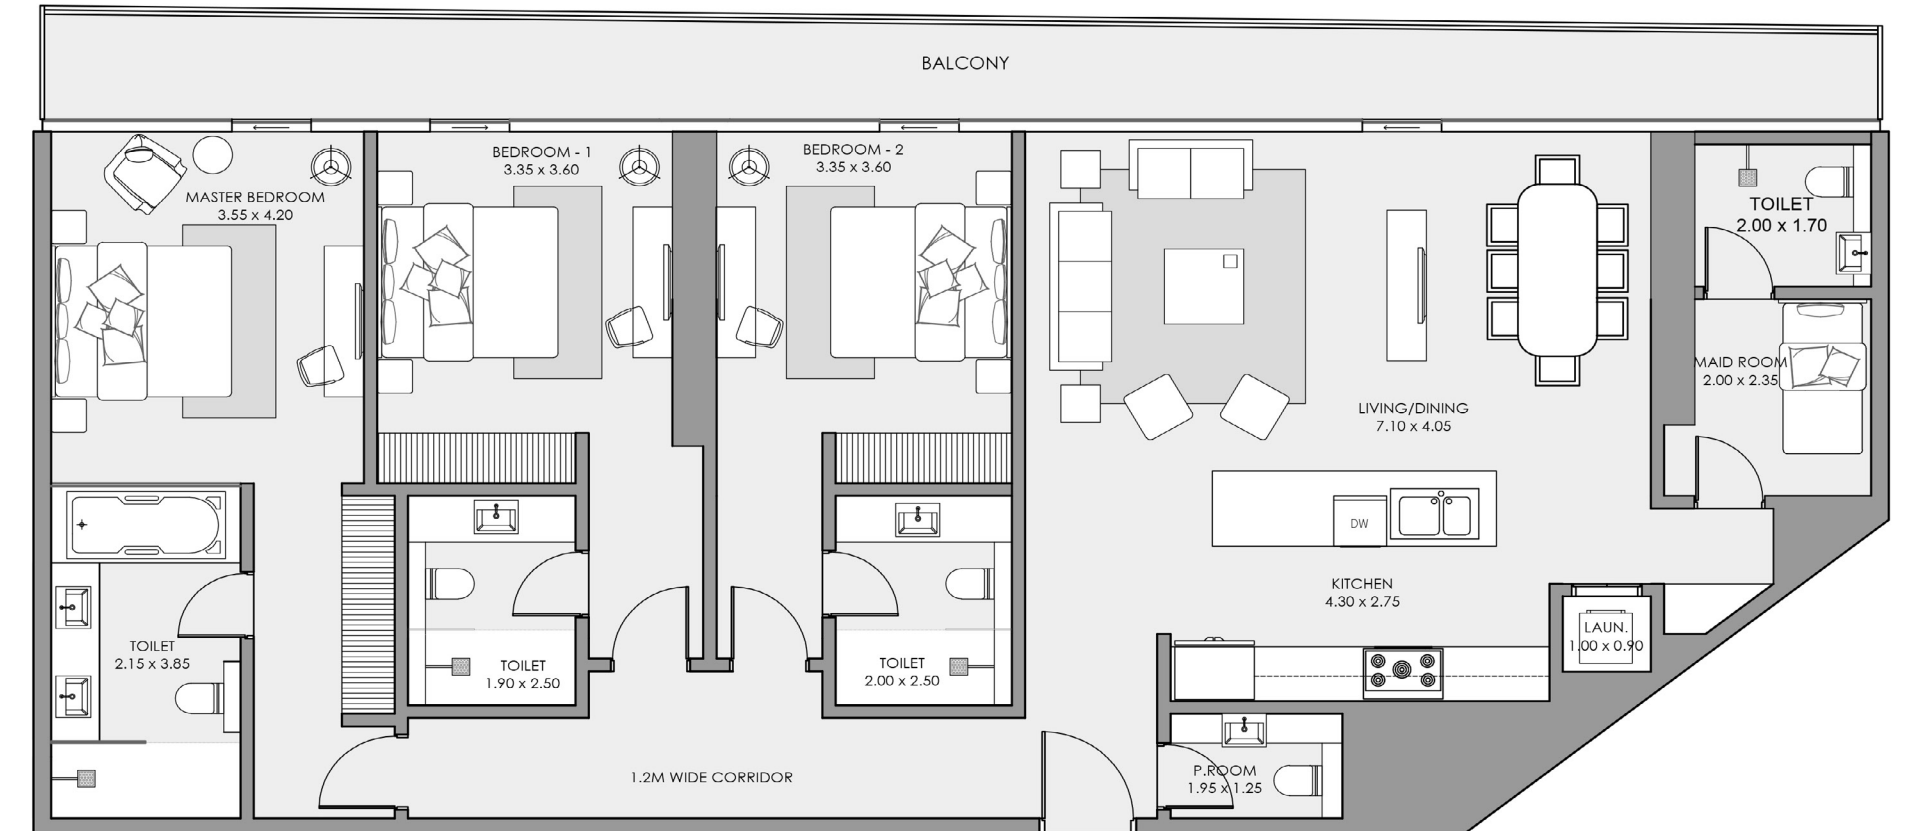 BALCONY
MASTER BEDROOM
3.55 x 4.20
BEDROOM - 1
3.35 x 3.60
BEDROOM - 2
3.35 x 3.60
TOILET
2.00 x 1.70
MAID ROOM
2.00 x 2.35
LIVING/DINING
7.10 x 4.05
DW
KITCHEN
4.30 x 2.75
LAUN.
1.00 x 0.90
TOILET
2.15 x 3.85
TOILET
1.90 x 2.50
TOILET
2.00 x 2.50
1.2M WIDE CORRIDOR
P.ROOM
1.95 x 1.25